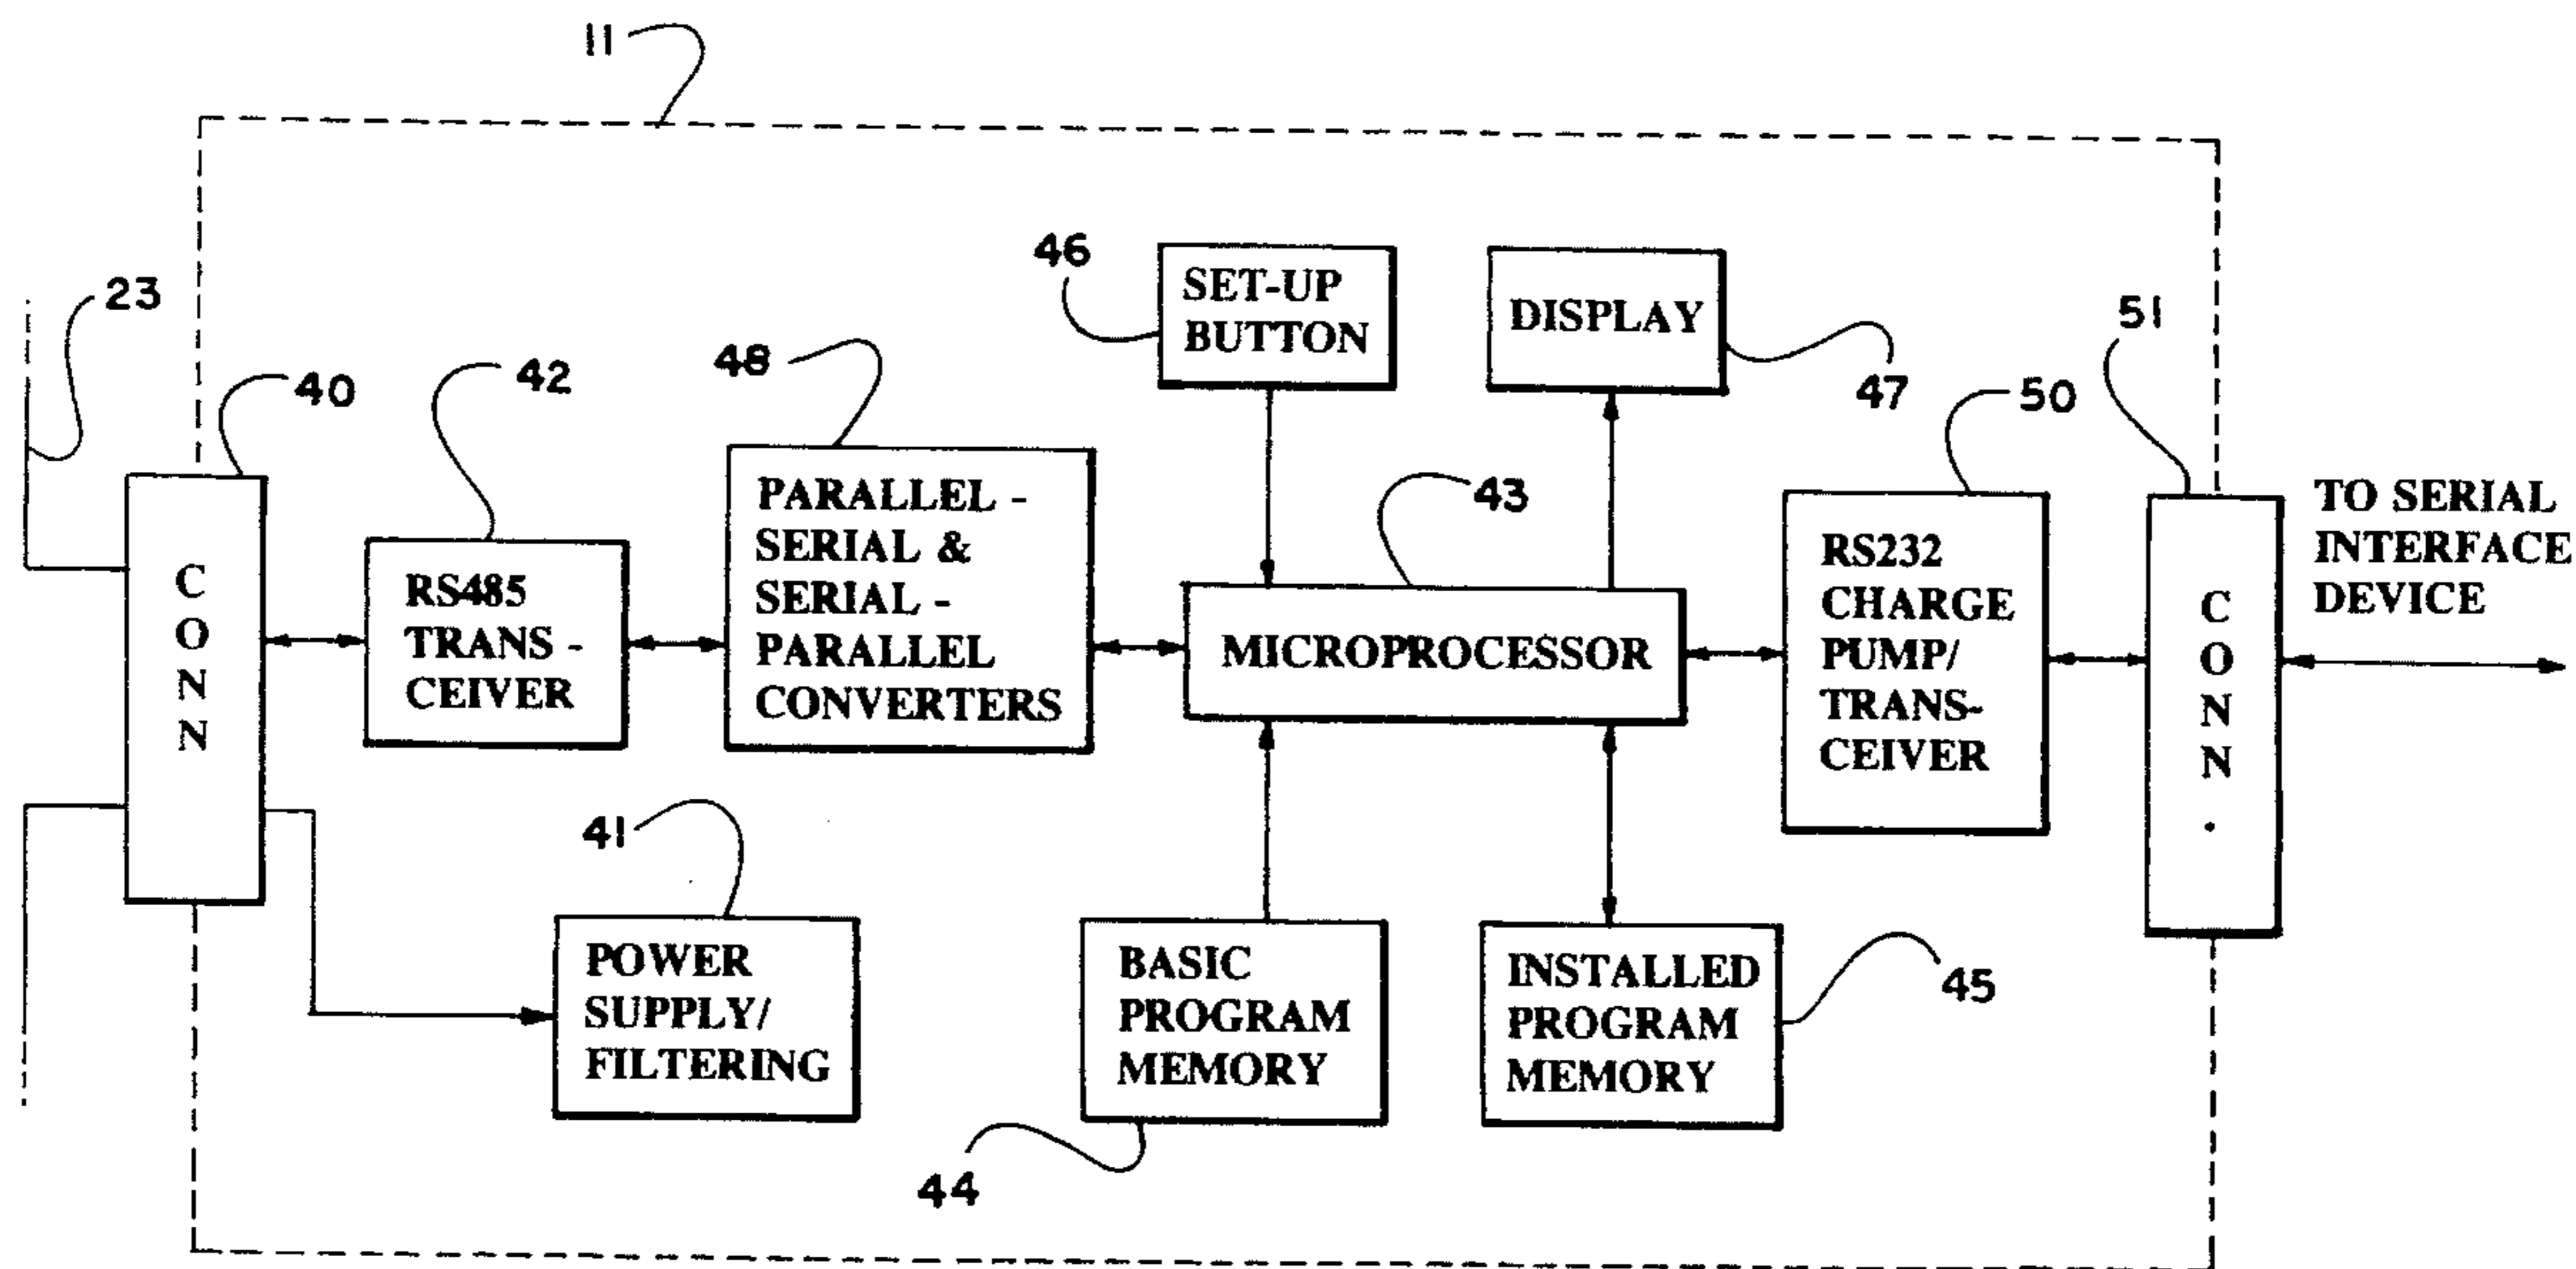 11
23
40
42
48
46
SET-UP
BUTTON
DISPLAY
47
50
51
43
C
O
N
N
RS485
TRANS -
CEIVER
PARALLEL -
SERIAL &
SERIAL -
PARALLEL
CONVERTERS
MICROPROCESSOR
RS232
CHARGE
PUMP/
TRANS-
CEIVER
C
O
N
N
.
TO SERIAL
INTERFACE
DEVICE
41
POWER
SUPPLY/
FILTERING
BASIC
PROGRAM
MEMORY
44
INSTALLED
PROGRAM
MEMORY
45